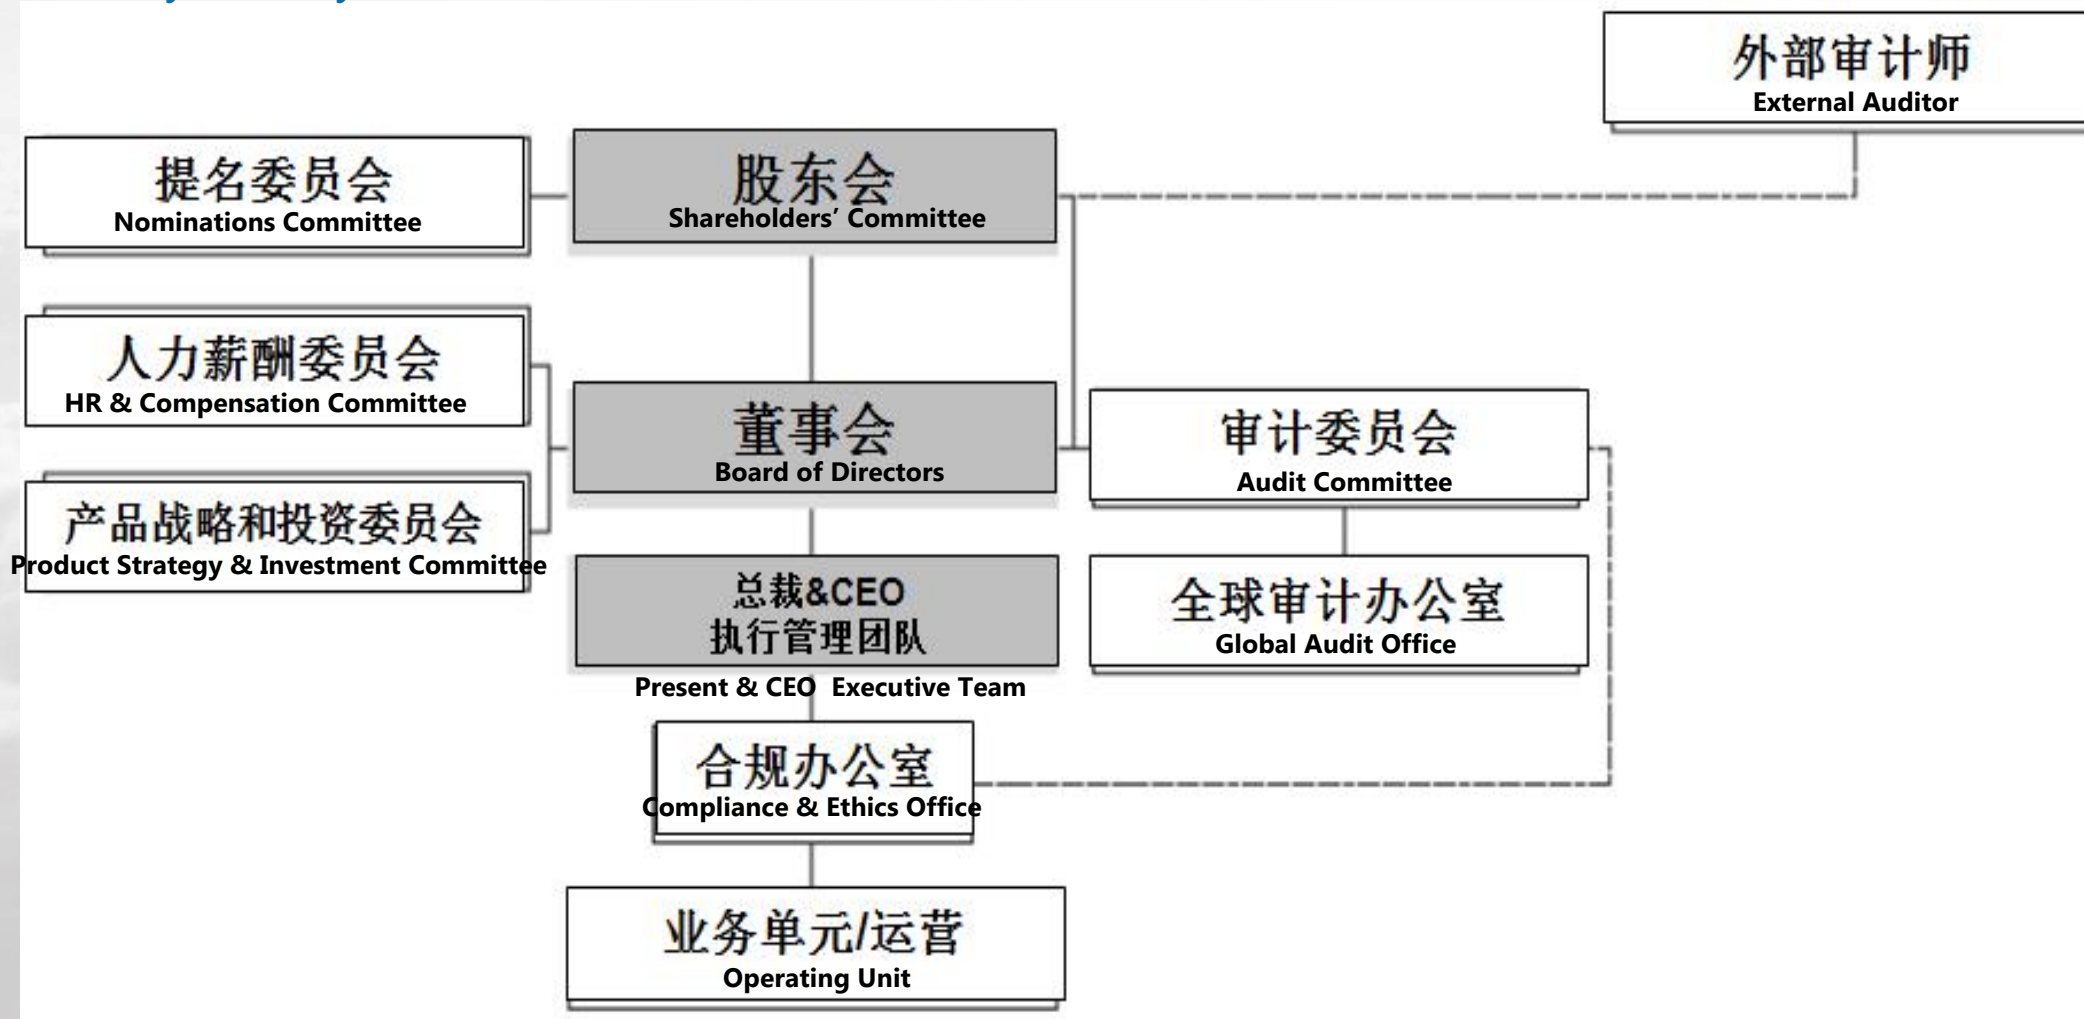 外部审计师
External Auditor
提名委员会
Nominations Committee
股东会
Shareholders’ Committee
人力薪酬委员会
HR & Compensation Committee
董事会
Board of Directors
审计委员会
Audit Committee
产品战略和投资委员会
Product Strategy & Investment Committee
总裁&CEO
执行管理团队
Present & CEO  Executive Team
全球审计办公室
Global Audit Office
合规办公室
Compliance & Ethics Office
业务单元/运营
Operating Unit